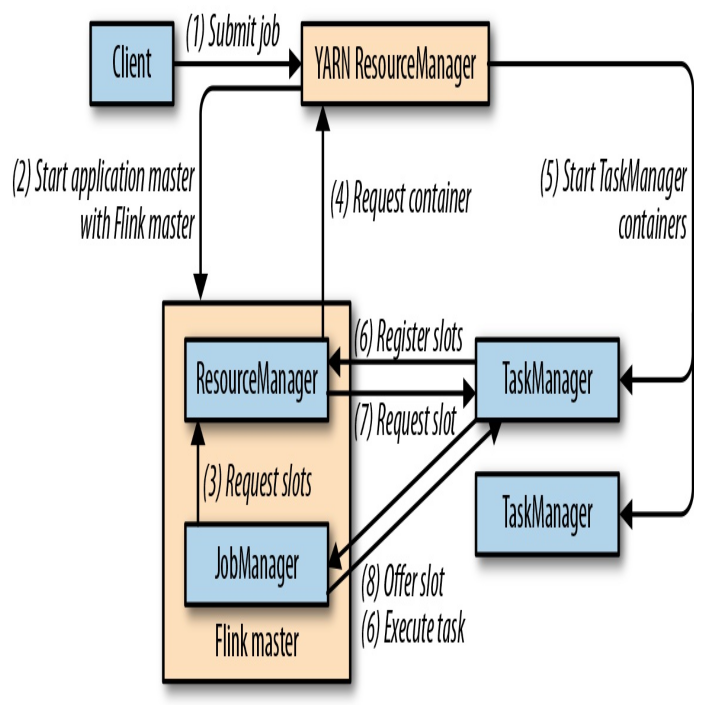 (1) Submit job
Client
YARN ResourceManager
(2) Start application master
with Flink master
(4) Request container
(5) Start TaskManager
containers
(6) Register slots
ResourceManager
TaskManager
(7) Request slot
(3) Request slots
TaskManager
JobManager
(8) Offer slot
(6) Execute task
Flink master